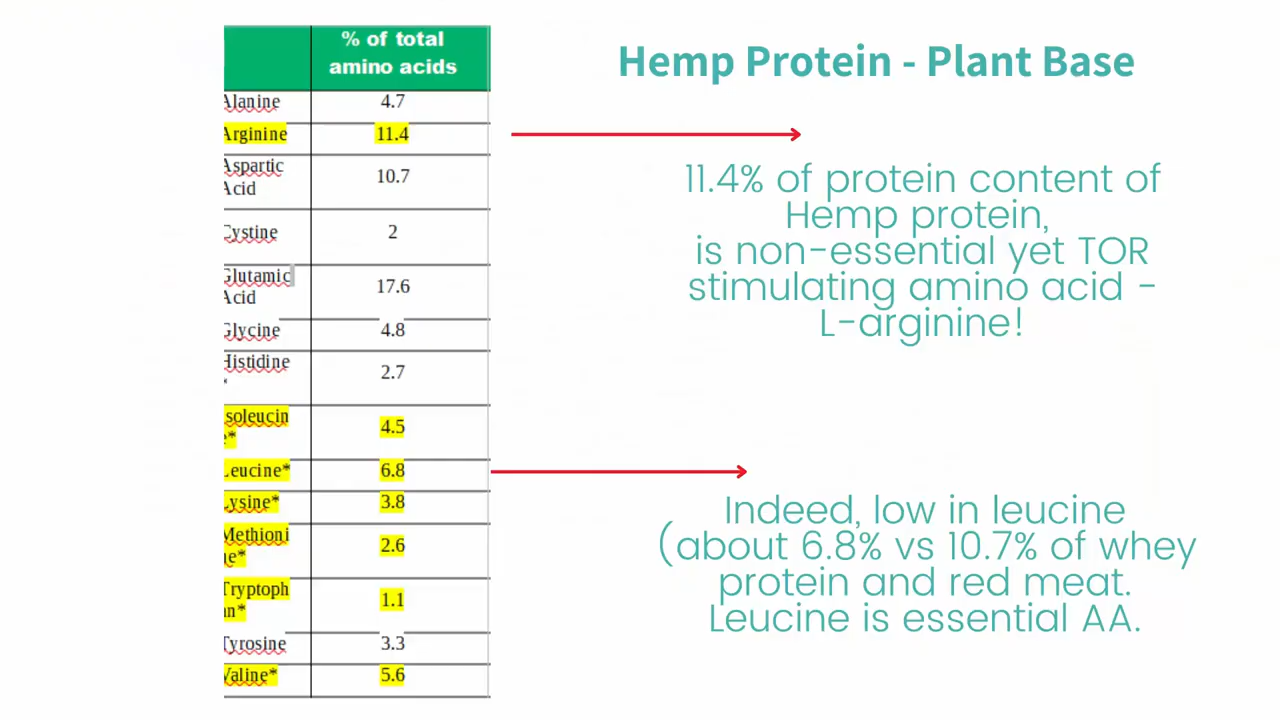 % of total
amino acids
Alanine 4.7
Arginine 11.4
Aspartic
Acid 10.7
Cystine 2
Glutamic
Acid 17.6
Glycine 4.8
Histidine
* 2.7
soleucin
e* 4.5
Leucine* 6.8
Lysine* 3.8
Methioni
ne* 2.6
Tryptoph
an* 1.1
Tyrosine 3.3
Valine* 5.6
Hemp Protein - Plant Base
11.4% of protein content of
Hemp protein,
is non-essential yet TOR
stimulating amino acid -
L-arginine!
Indeed, low in leucine
(about 6.8% vs 10.7% of whey
protein and red meat.
Leucine is essential AA.